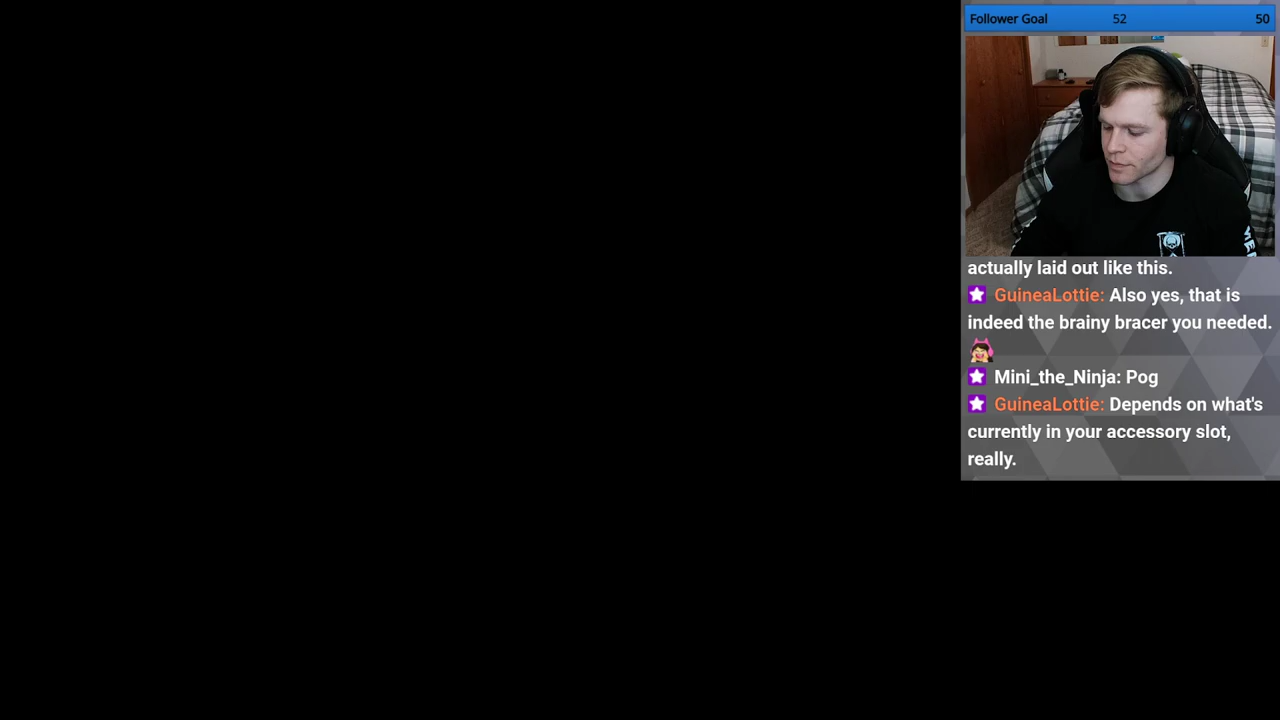 Follower Goal 52 50
actually laid out like this.
GuineaLottie: Also yes, that is
indeed the brainy bracer you needed.
Mini_the_Ninja: Pog
GuineaLottie: Depends on what's
currently in your accessory slot,
really.